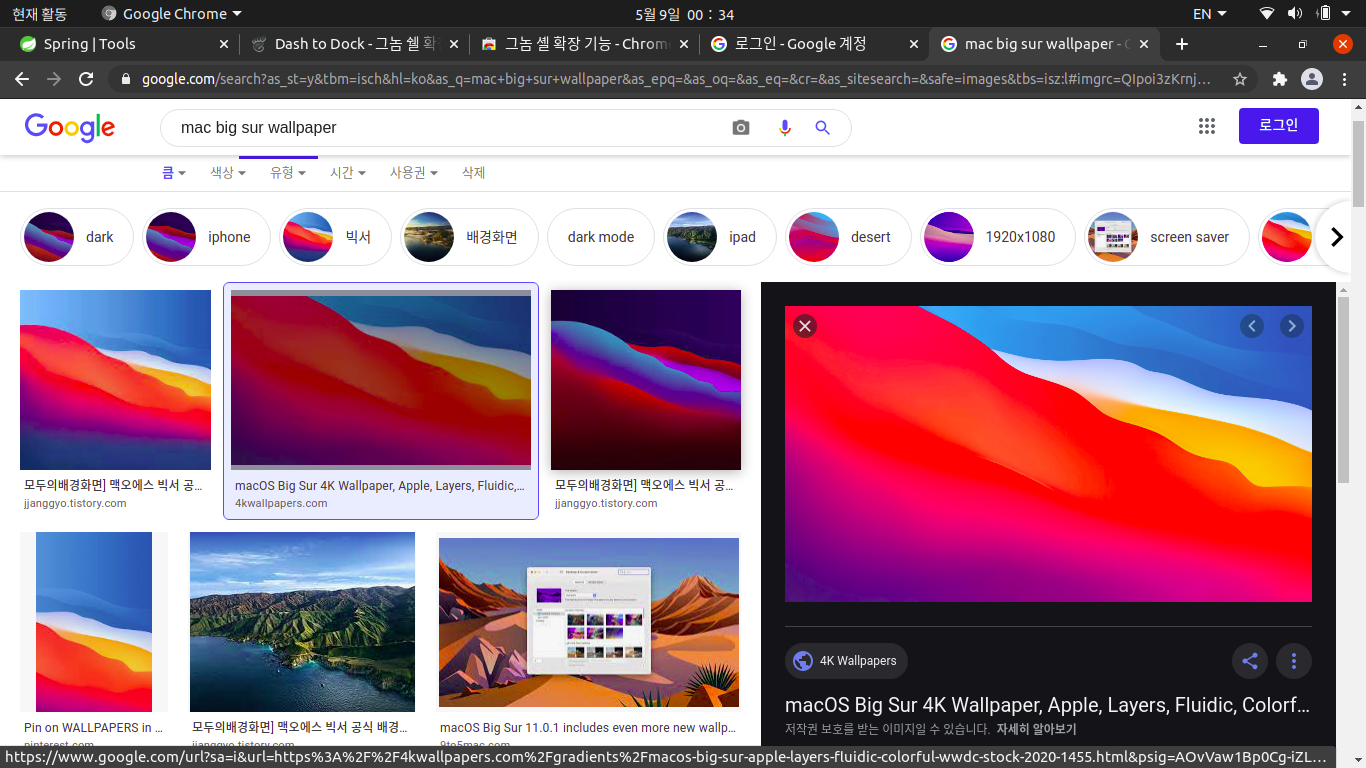 현재 활동
Google Chrome
5월 9일 00 : 34
EN
Spring | Tools
Dash to Dock - 그놈 쉘 확
그놈 셸 확장 기능 - Chrom
로그인 - Google 계정
mac big sur wallpaper - G
google.com/search?as_st=y&tbm=isch&hl=ko&as_q=mac+big+sur+wallpaper&as_epq=&as_oq=&as_eq=&cr=&as_sitesearch=&safe=images&tbs=isz:l#imgrc=QIpoi3zKrnj...
Google
mac big sur wallpaper
로그인
큼
색상
유형
시간
사용권
삭제
dark
iphone
빅서
배경화면
dark mode
ipad
desert
1920x1080
screen saver
모두의배경화면] 맥오에스 빅서 공...
jjanggyo.tistory.com
macOS Big Sur 4K Wallpaper, Apple, Layers, Fluidic,...
4kwallpapers.com
모두의배경화면] 맥오에스 빅서 공...
jjanggyo.tistory.com
4K Wallpapers
macOS Big Sur 4K Wallpaper, Apple, Layers, Fluidic, Colorf...
저작권 보호를 받는 이미지일 수 있습니다. 자세히 알아보기
Pin on WALLPAPERS in ...
pinterest.com
모두의배경화면] 맥오에스 빅서 공식 배경...
jjanggyo.tistory.com
macOS Big Sur 11.0.1 includes even more new wallp...
9to5mac.com
https://www.google.com/url?sa=i&url=https%3A%2F%2F4kwallpapers.com%2Fgradients%2Fmacos-big-sur-apple-layers-fluidic-colorful-wwdc-stock-2020-1455.html&psig=AOvVaw1Bp0Cg-iZL...